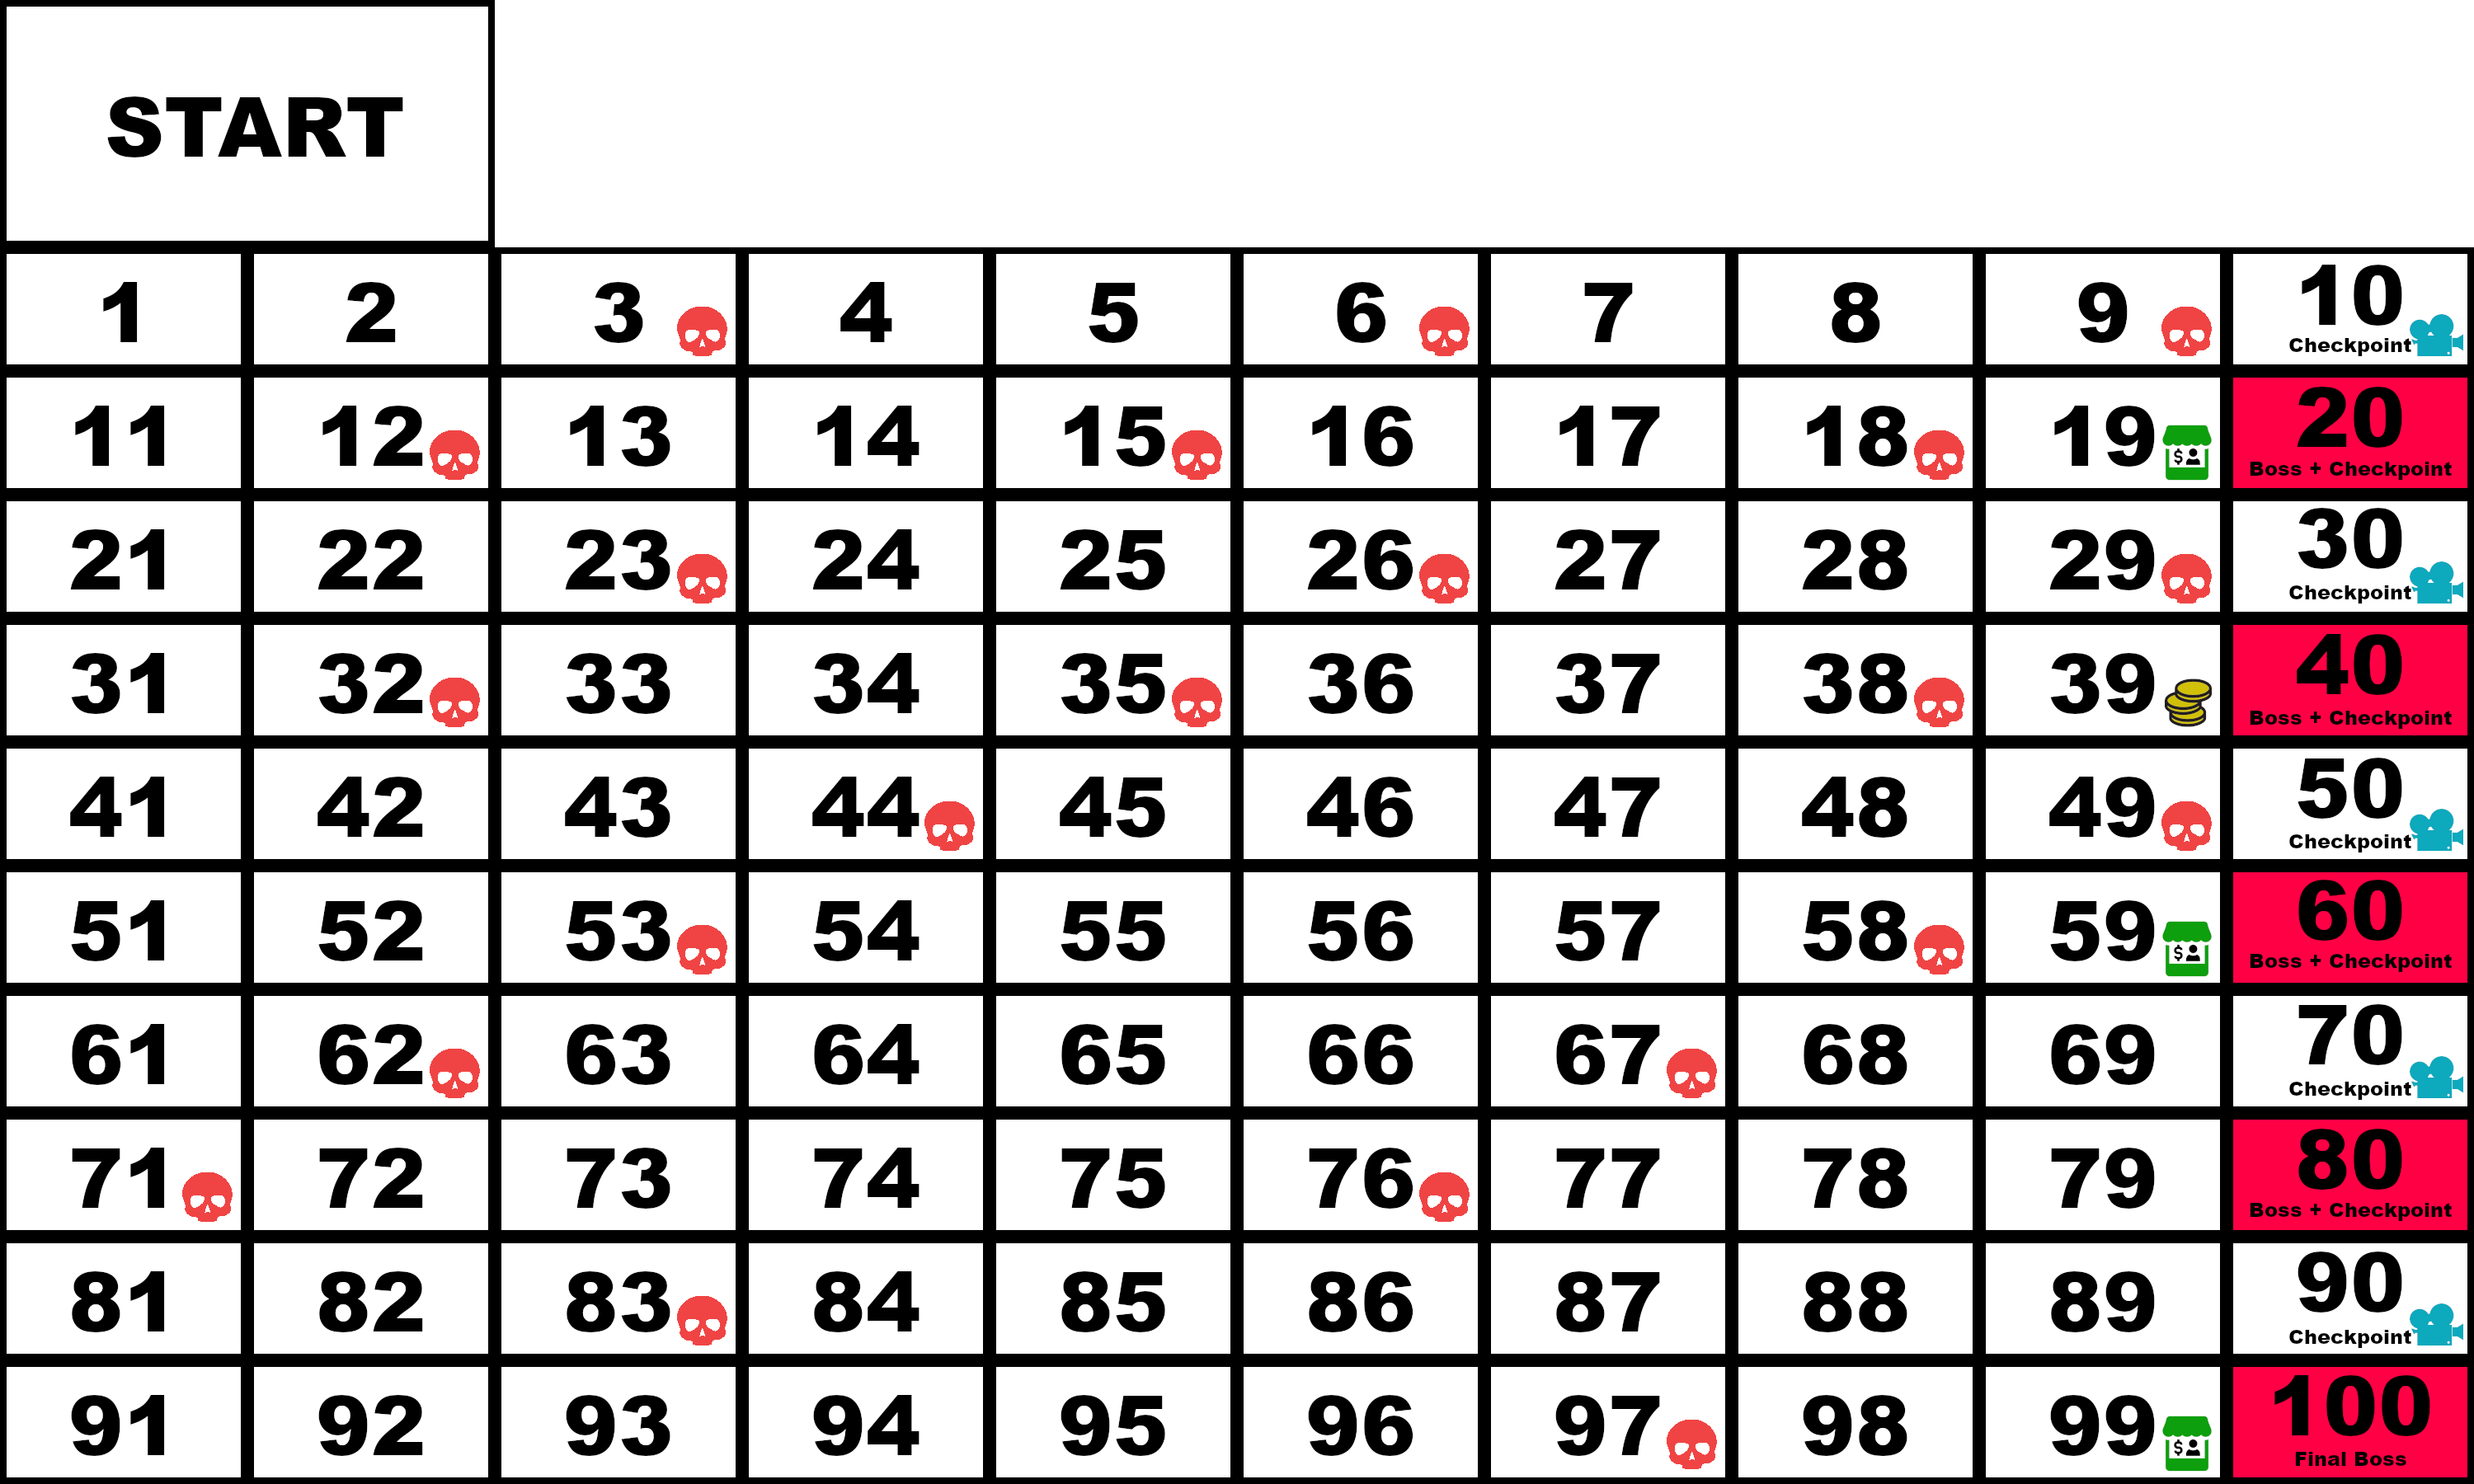 START
1 2 3 4 5 6 7 8 9 10
Checkpoint
11 12 13 14 15 16 17 18 19 20
$
Boss + Checkpoint
21 22 23 24 25 26 27 28 29 30
Checkpoint
31 32 33 34 35 36 37 38 39 40
Boss + Checkpoint
41 42 43 44 45 46 47 48 49 50
Checkpoint
51 52 53 54 55 56 57 58 59 60
$
Boss + Checkpoint
61 62 63 64 65 66 67 68 69 70
Checkpoint
71 72 73 74 75 76 77 78 79 80
Boss + Checkpoint
81 82 83 84 85 86 87 88 89 90
Checkpoint
91 92 93 94 95 96 97 98 99 100
$
Final Boss